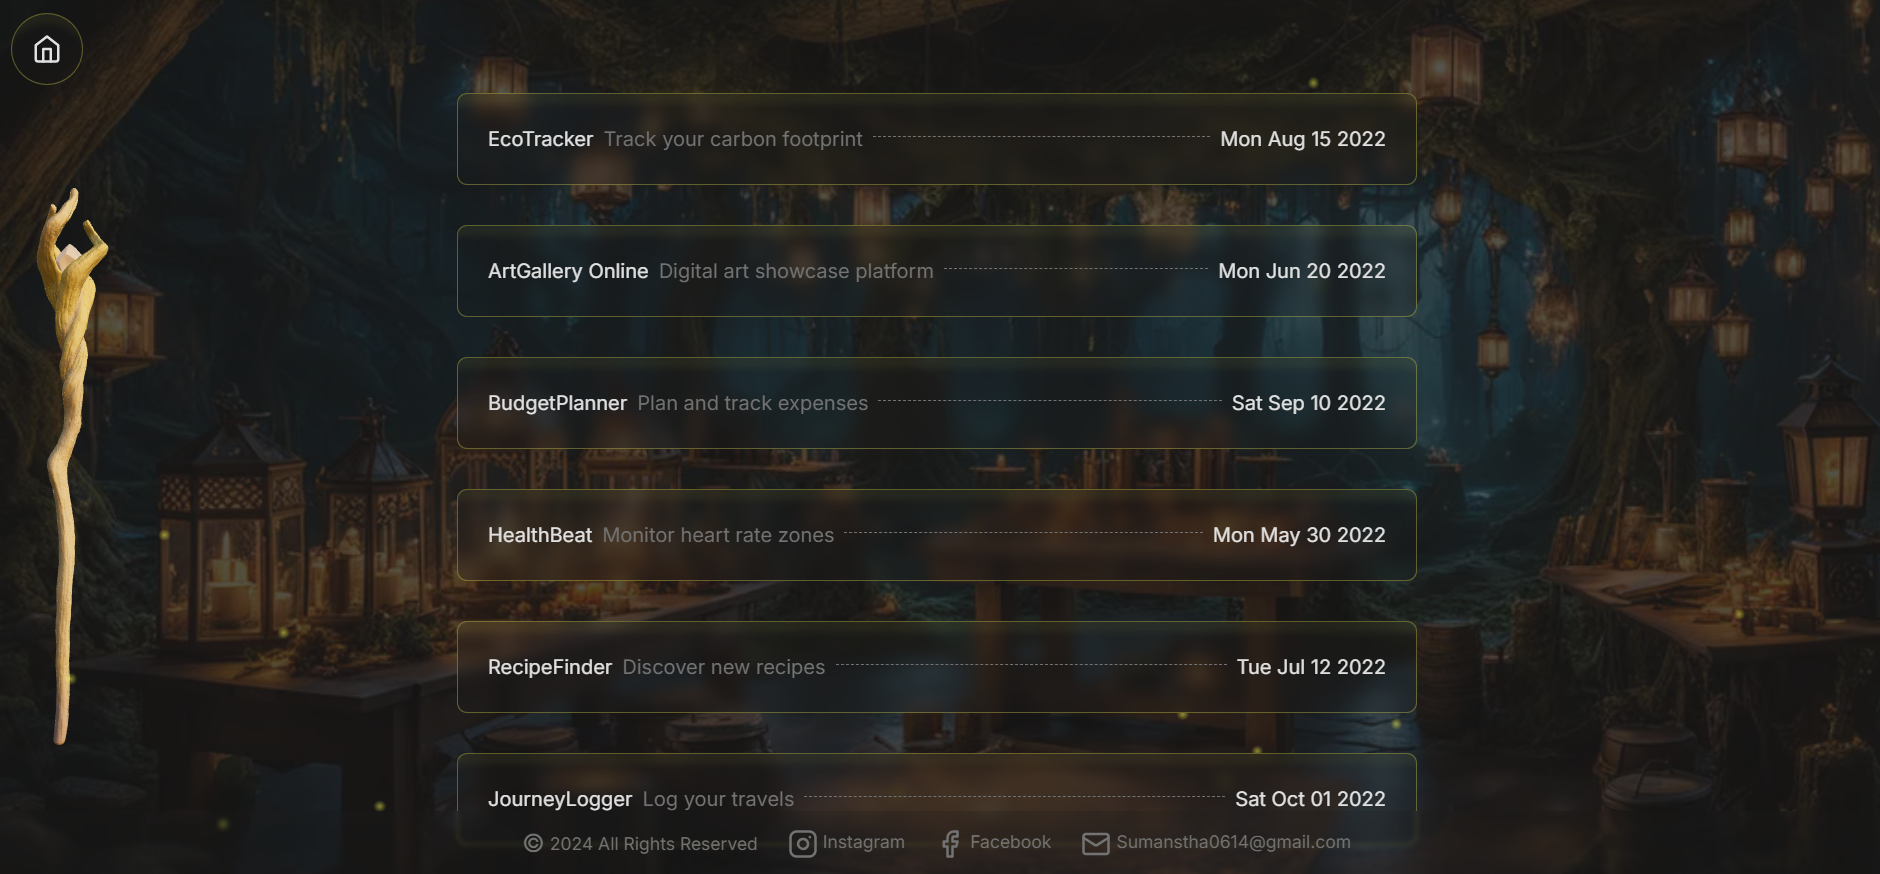 EcoTracker Track your carbon footprint Mon Aug 15 2022
ArtGallery Online Digital art showcase platform Mon Jun 20 2022
BudgetPlanner Plan and track expenses Sat Sep 10 2022
HealthBeat Monitor heart rate zones Mon May 30 2022
RecipeFinder Discover new recipes Tue Jul 12 2022
JourneyLogger Log your travels Sat Oct 01 2022
© 2024 All Rights Reserved Instagram Facebook Sumanstha0614@gmail.com